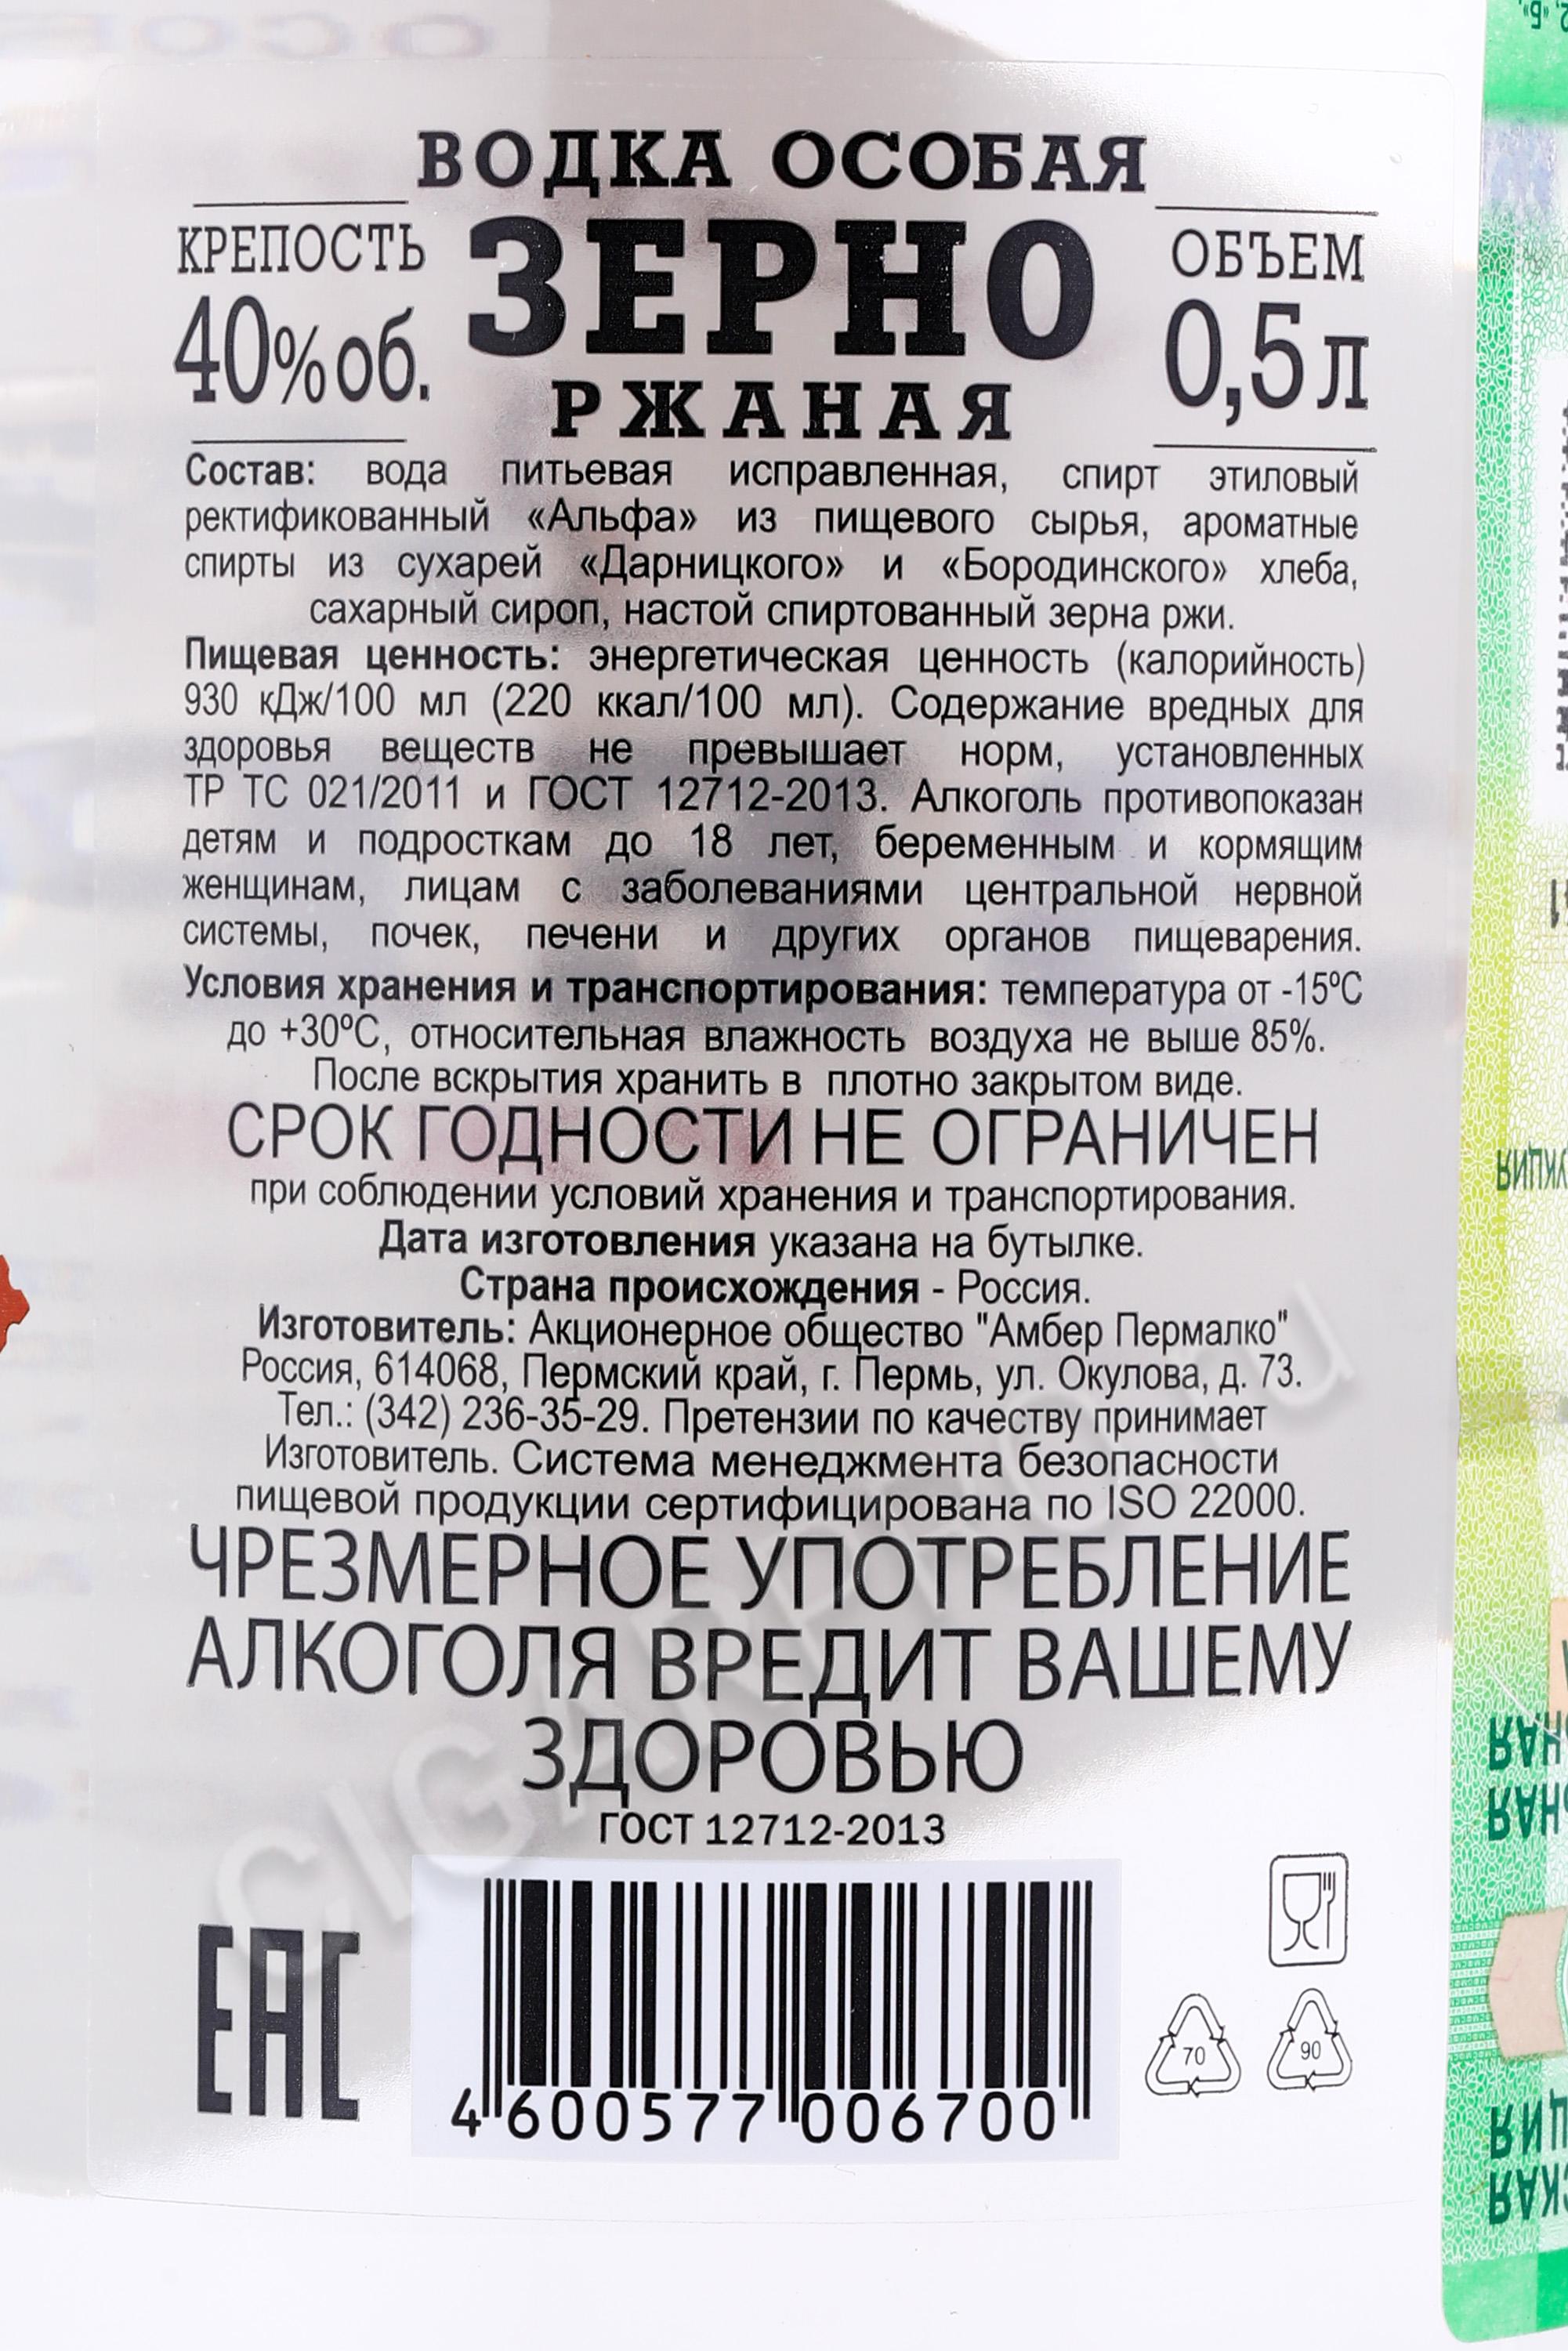 ВОДКА ОСОБАЯ
ЗЕРНО
РЖАНАЯ
КРЕПОСТЬ
40% об.
ОБЪЕМ
0,5 л
Состав: вода питьевая исправленная, спирт этиловый
ректификованный «Альфа» из пищевого сырья, ароматные
спирты из сухарей «Дарницкого» и «Бородинского» хлеба,
сахарный сироп, настой спиртованный зерна ржи.
Пищевая ценность: энергетическая ценность (калорийность)
930 кДж/100 мл (220 ккал/100 мл). Содержание вредных для
здоровья веществ не превышает норм, установленных
ТР ТС 021/2011 и ГОСТ 12712-2013. Алкоголь противопоказан
детям и подросткам до 18 лет, беременным и кормящим
женщинам, лицам с заболеваниями центральной нервной
системы, почек, печени и других органов пищеварения.
Условия хранения и транспортирования: температура от -15ºС
до +30ºС, относительная влажность воздуха не выше 85%.
После вскрытия хранить в плотно закрытом виде.
СРОК ГОДНОСТИ НЕ ОГРАНИЧЕН
при соблюдении условий хранения и транспортирования.
Дата изготовления указана на бутылке.
Страна происхождения - Россия.
Изготовитель: Акционерное общество "Амбер Пермалко"
Россия, 614068, Пермский край, г. Пермь, ул. Окулова, д. 73.
Тел.: (342) 236-35-29. Претензии по качеству принимает
Изготовитель. Система менеджмента безопасности
пищевой продукции сертифицирована по ISO 22000.
ЧРЕЗМЕРНОЕ УПОТРЕБЛЕНИЕ
АЛКОГОЛЯ ВРЕДИТ ВАШЕМУ
ЗДОРОВЬЮ
ГОСТ 12712-2013
EAC
4 600577 006700
70
90